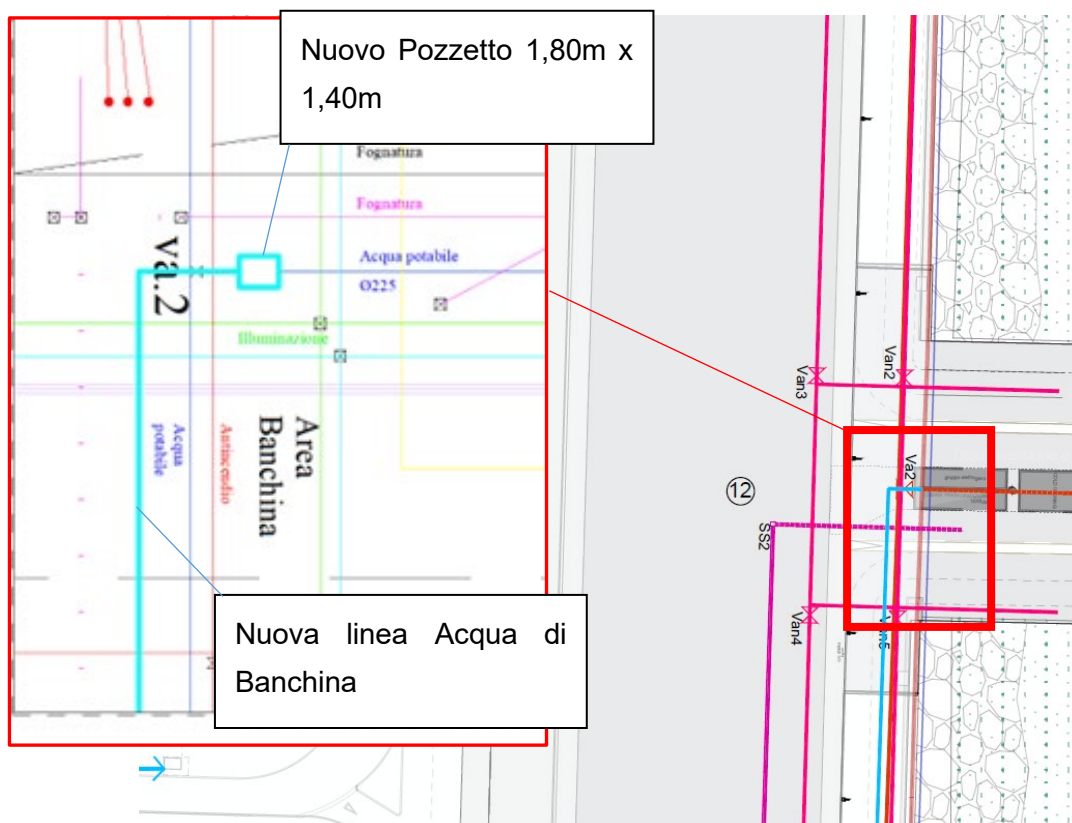 Nuovo Pozzetto 1,80m x
1,40m
Fognatura
Fognatura
va.2
Acqua potabile
Ø225
Illuminazione
Acqua
potabile
Antincendio
Area
Banchina
Nuova linea Acqua di
Banchina
Van3
Van2
Va2
12
SS2
Van4
Van5